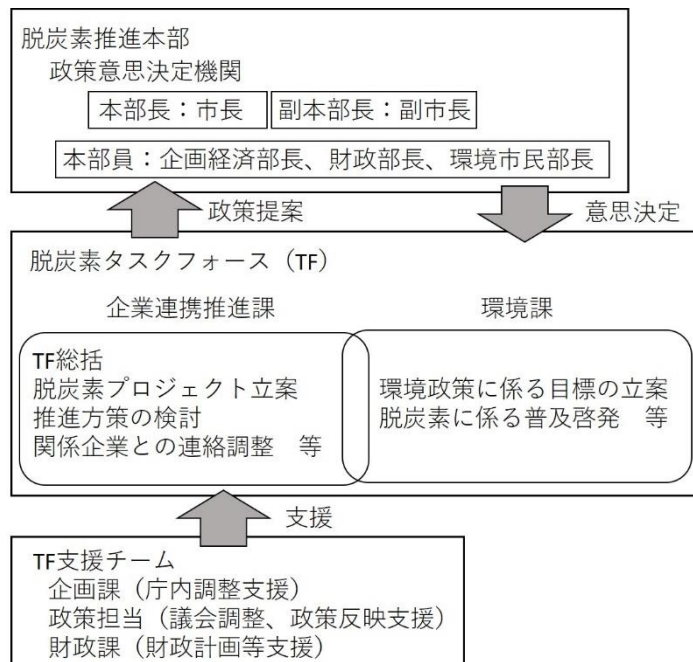 脱炭素推進本部
政策意思決定機関
本部長：市長
副本部長：副市長
本部員：企画経済部長、財政部長、環境市民部長
政策提案
意思決定
脱炭素タスクフォース（TF）
企業連携推進課
環境課
TF総括
脱炭素プロジェクト立案
推進方策の検討
関係企業との連絡調整　等
環境政策に係る目標の立案
脱炭素に係る普及啓発　等
支援
TF支援チーム
企画課（庁内調整支援）
政策担当（議会調整、政策反映支援）
財政課（財政計画等支援）